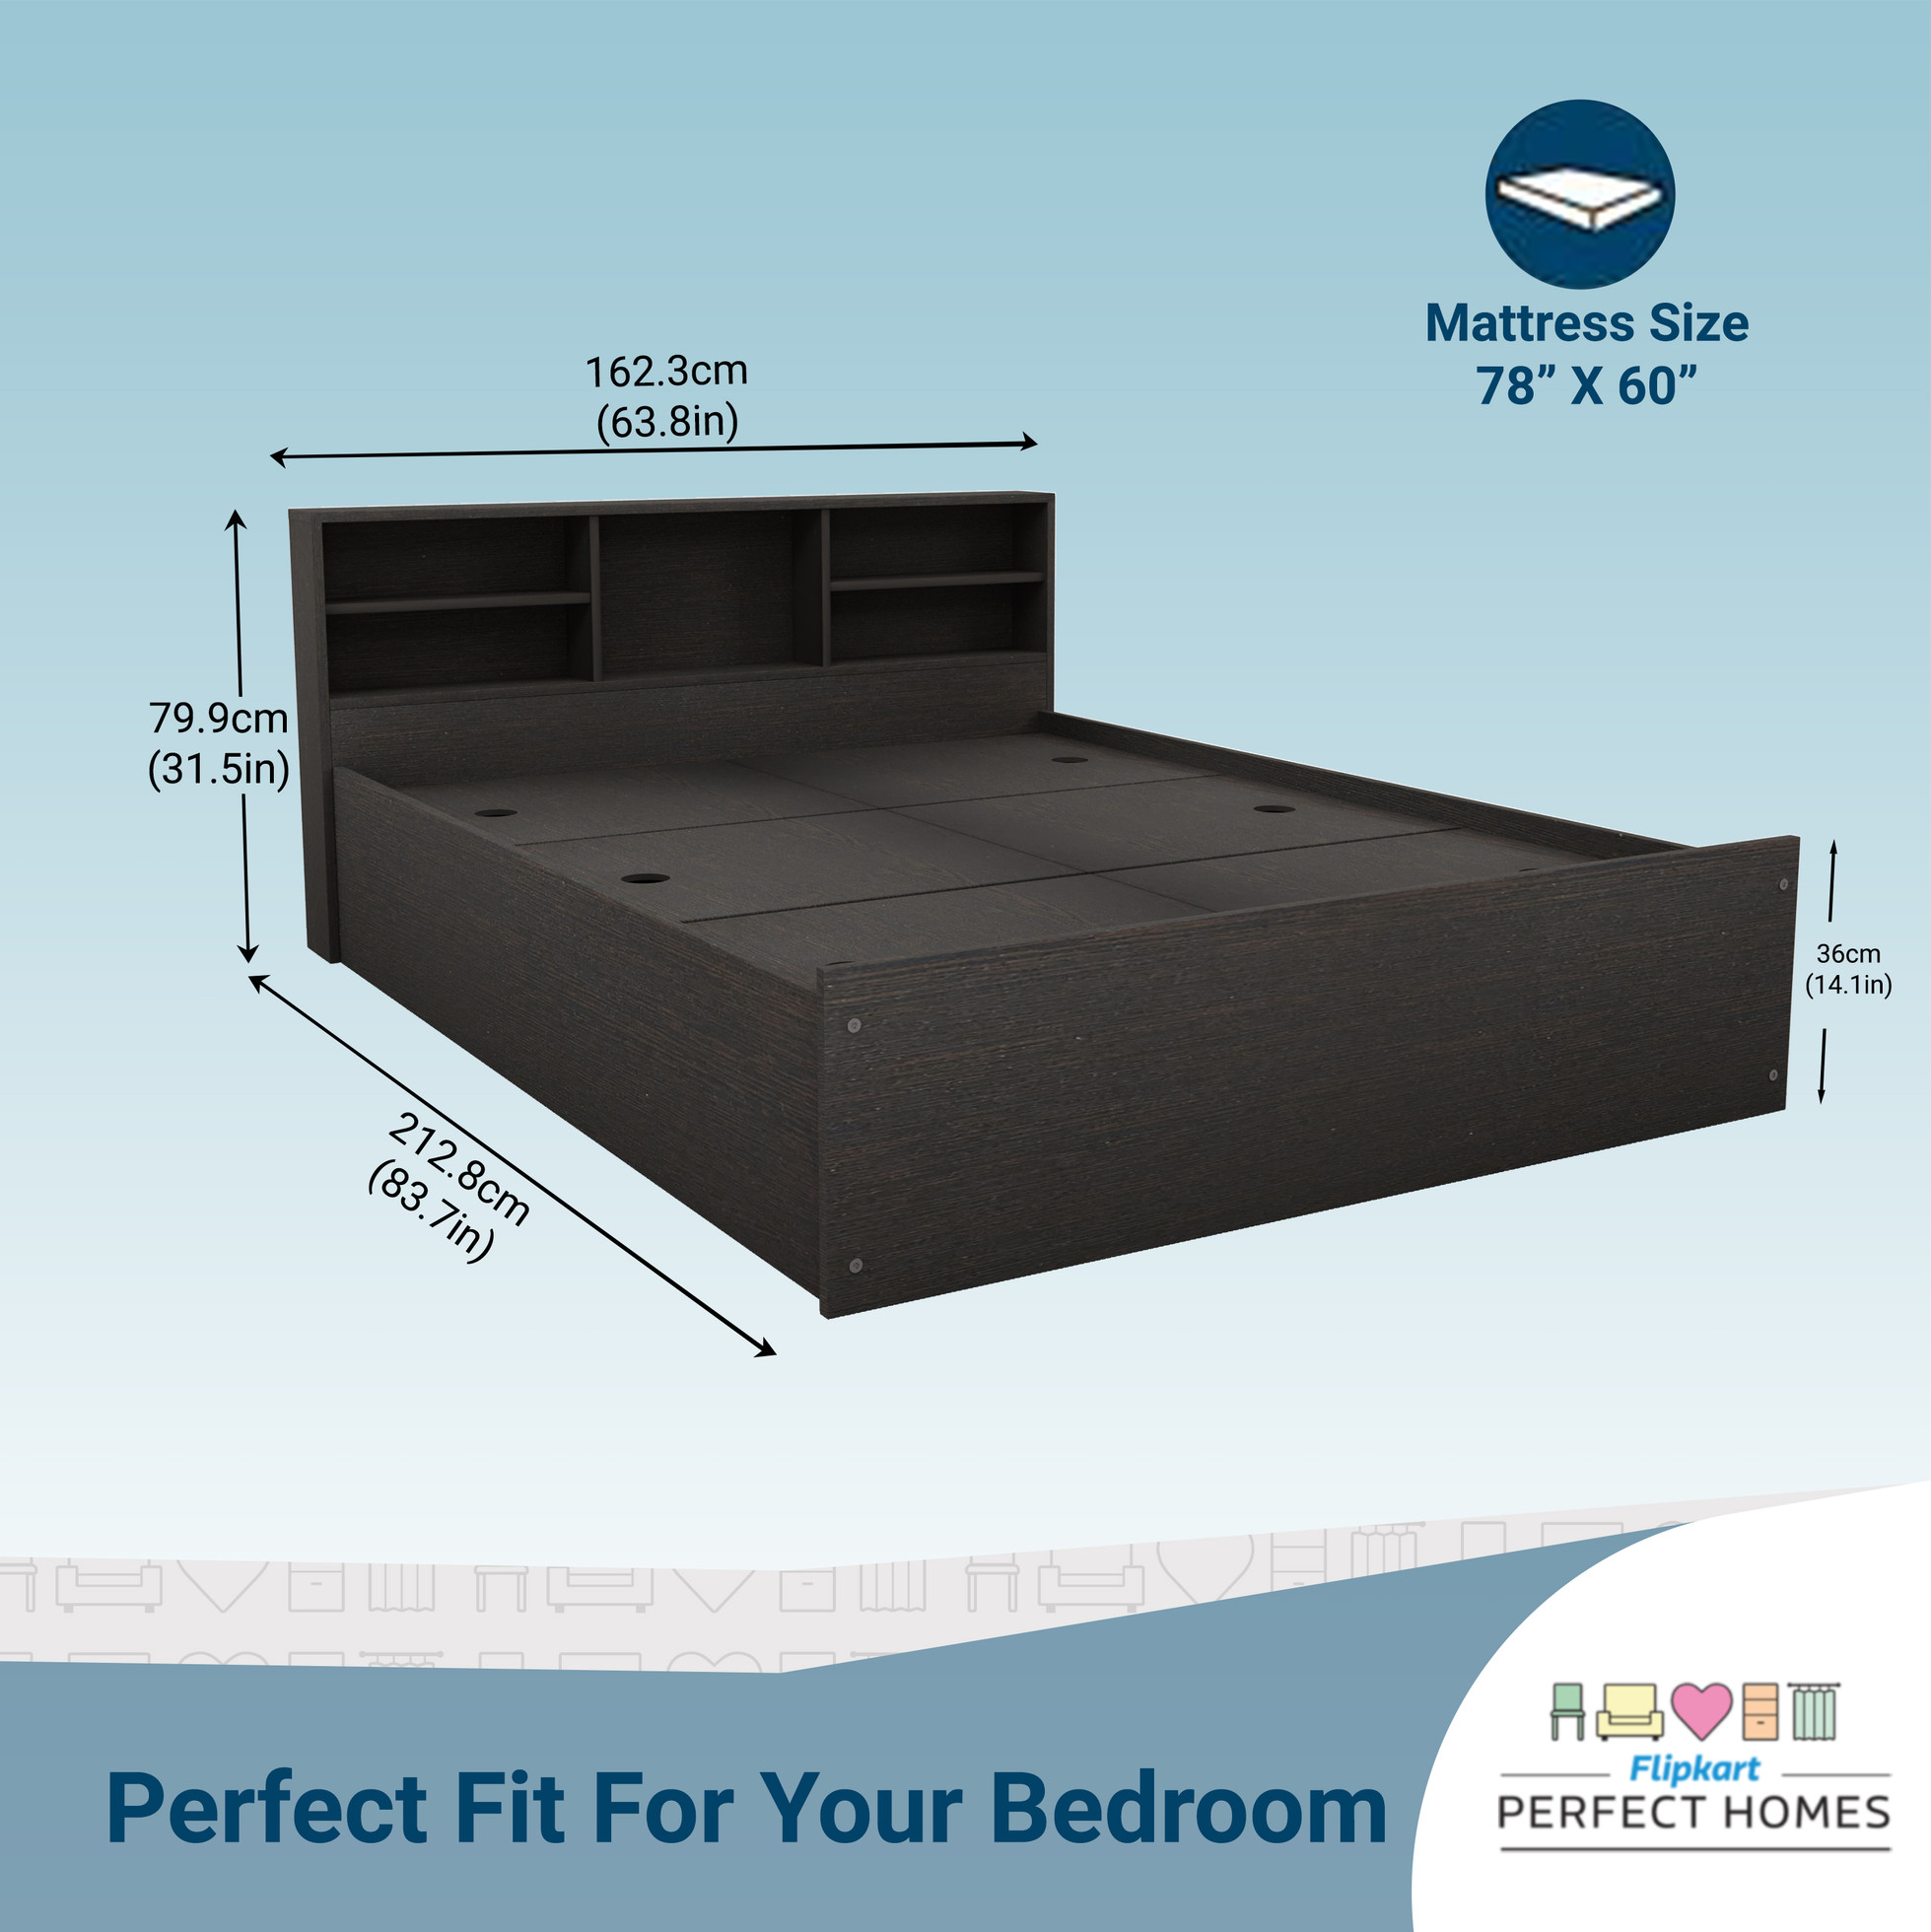 Mattress Size
78” X 60”
162.3cm
(63.8in)
79.9cm
(31.5in)
36cm
(14.1in)
212.8cm
(83.7in)
Perfect Fit For Your Bedroom
Flipkart
PERFECT HOMES